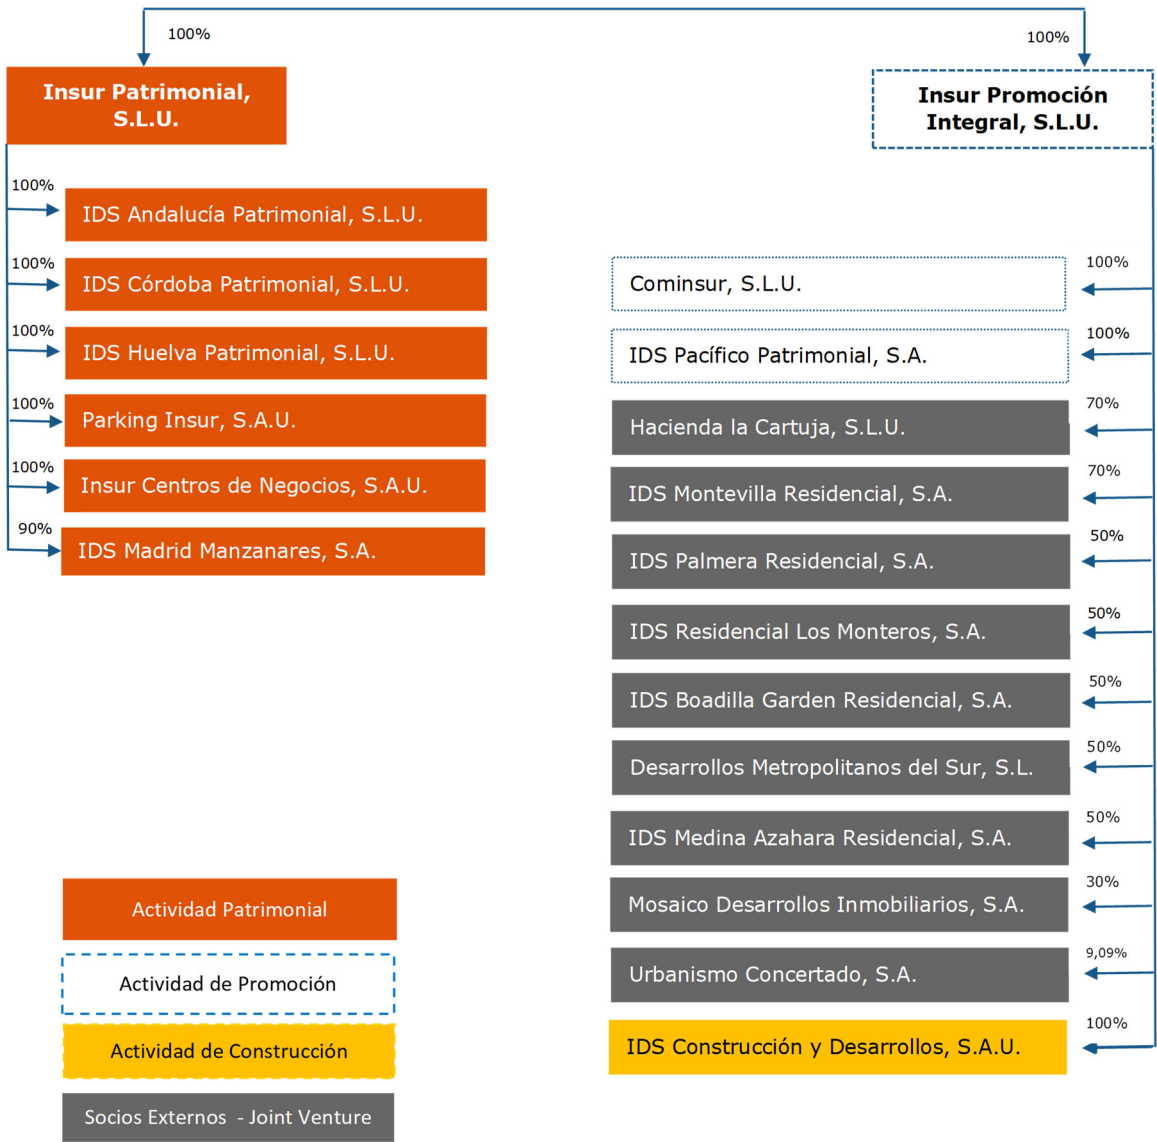 100%
100%
Insur Patrimonial,
S.L.U.
Insur Promoción
Integral, S.L.U.
100%
IDS Andalucía Patrimonial, S.L.U.
100%
IDS Córdoba Patrimonial, S.L.U.
100%
IDS Huelva Patrimonial, S.L.U.
100%
Parking Insur, S.A.U.
100%
Insur Centros de Negocios, S.A.U.
90%
IDS Madrid Manzanares, S.A.
Cominsur, S.L.U.
100%
IDS Pacífico Patrimonial, S.A.
100%
Hacienda la Cartuja, S.L.U.
70%
IDS Montevilla Residencial, S.A.
70%
IDS Palmera Residencial, S.A.
50%
IDS Residencial Los Monteros, S.A.
50%
IDS Boadilla Garden Residencial, S.A.
50%
Desarrollos Metropolitanos del Sur, S.L.
50%
IDS Medina Azahara Residencial, S.A.
50%
Mosaico Desarrollos Inmobiliarios, S.A.
30%
Urbanismo Concertado, S.A.
9,09%
IDS Construcción y Desarrollos, S.A.U.
100%
Actividad Patrimonial
Actividad de Promoción
Actividad de Construcción
Socios Externos - Joint Venture